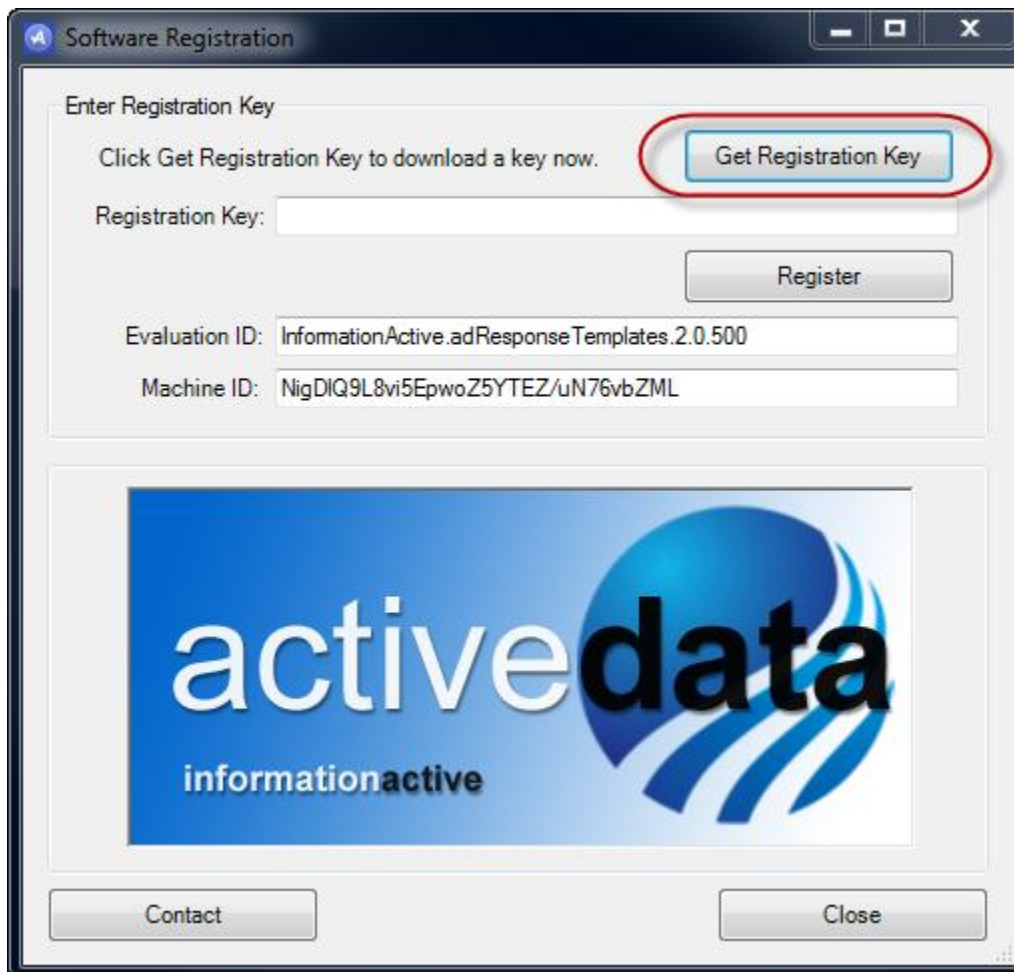 Software Registration
Enter Registration Key
Click Get Registration Key to download a key now.
Get Registration Key
Registration Key:
Register
Evaluation ID: InformationActive.adResponseTemplates.2.0.500
Machine ID: NigDlQ9L8vi5EpwoZ5YTEZ/uN76vbZML
activedata
informationactive
Contact
Close